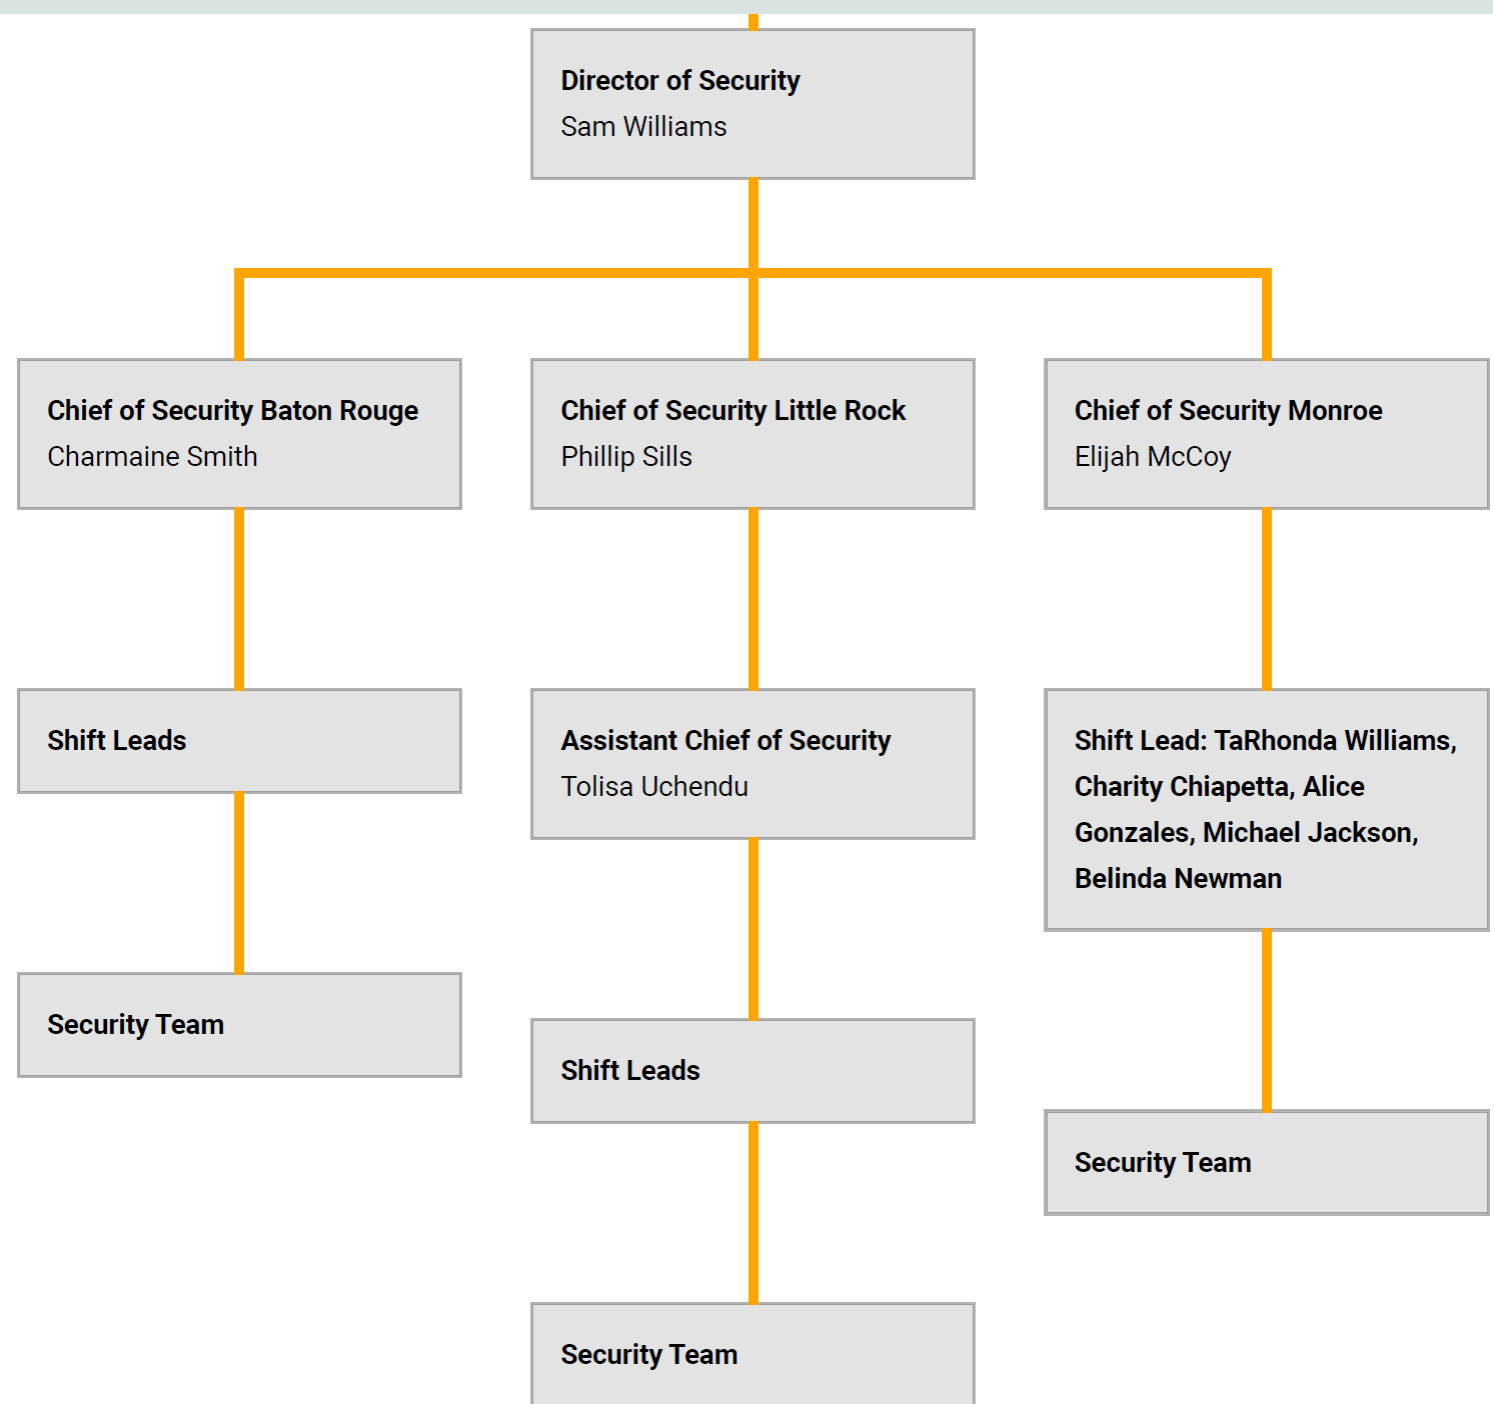 Director of Security
Sam Williams
Chief of Security Baton Rouge
Charmaine Smith
Chief of Security Little Rock
Phillip Sills
Chief of Security Monroe
Elijah McCoy
Shift Leads
Assistant Chief of Security
Tolisa Uchendu
Shift Lead: TaRhonda Williams,
Charity Chiapetta, Alice
Gonzales, Michael Jackson,
Belinda Newman
Security Team
Shift Leads
Security Team
Security Team